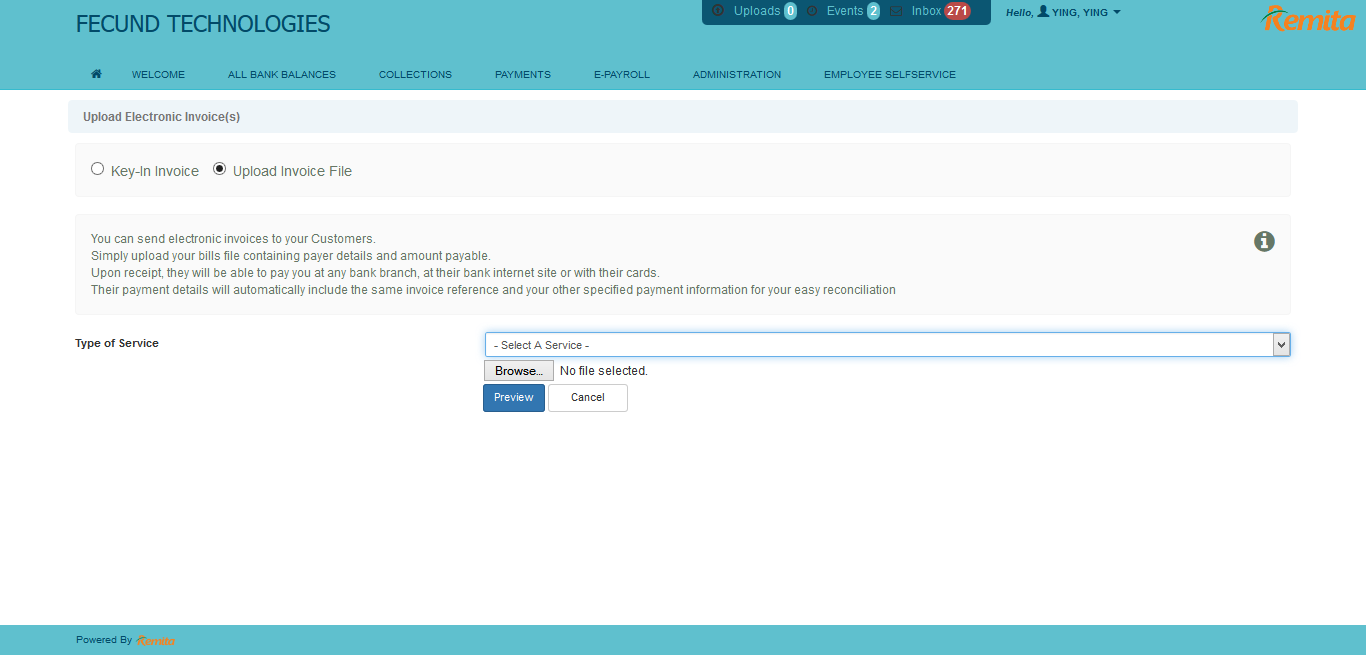 FECUND TECHNOLOGIES
Uploads 0 Events 2 Inbox 271
Hello, YING, YING
Remita
WELCOME ALL BANK BALANCES COLLECTIONS PAYMENTS E-PAYROLL ADMINISTRATION EMPLOYEE SELFSERVICE
Upload Electronic Invoice(s)
Key-In Invoice Upload Invoice File
You can send electronic invoices to your Customers.
Simply upload your bills file containing payer details and amount payable.
Upon receipt, they will be able to pay you at any bank branch, at their bank internet site or with their cards.
Their payment details will automatically include the same invoice reference and your other specified payment information for your easy reconciliation
Type of Service
- Select A Service -
Browse... No file selected.
Preview Cancel
Powered By Remita